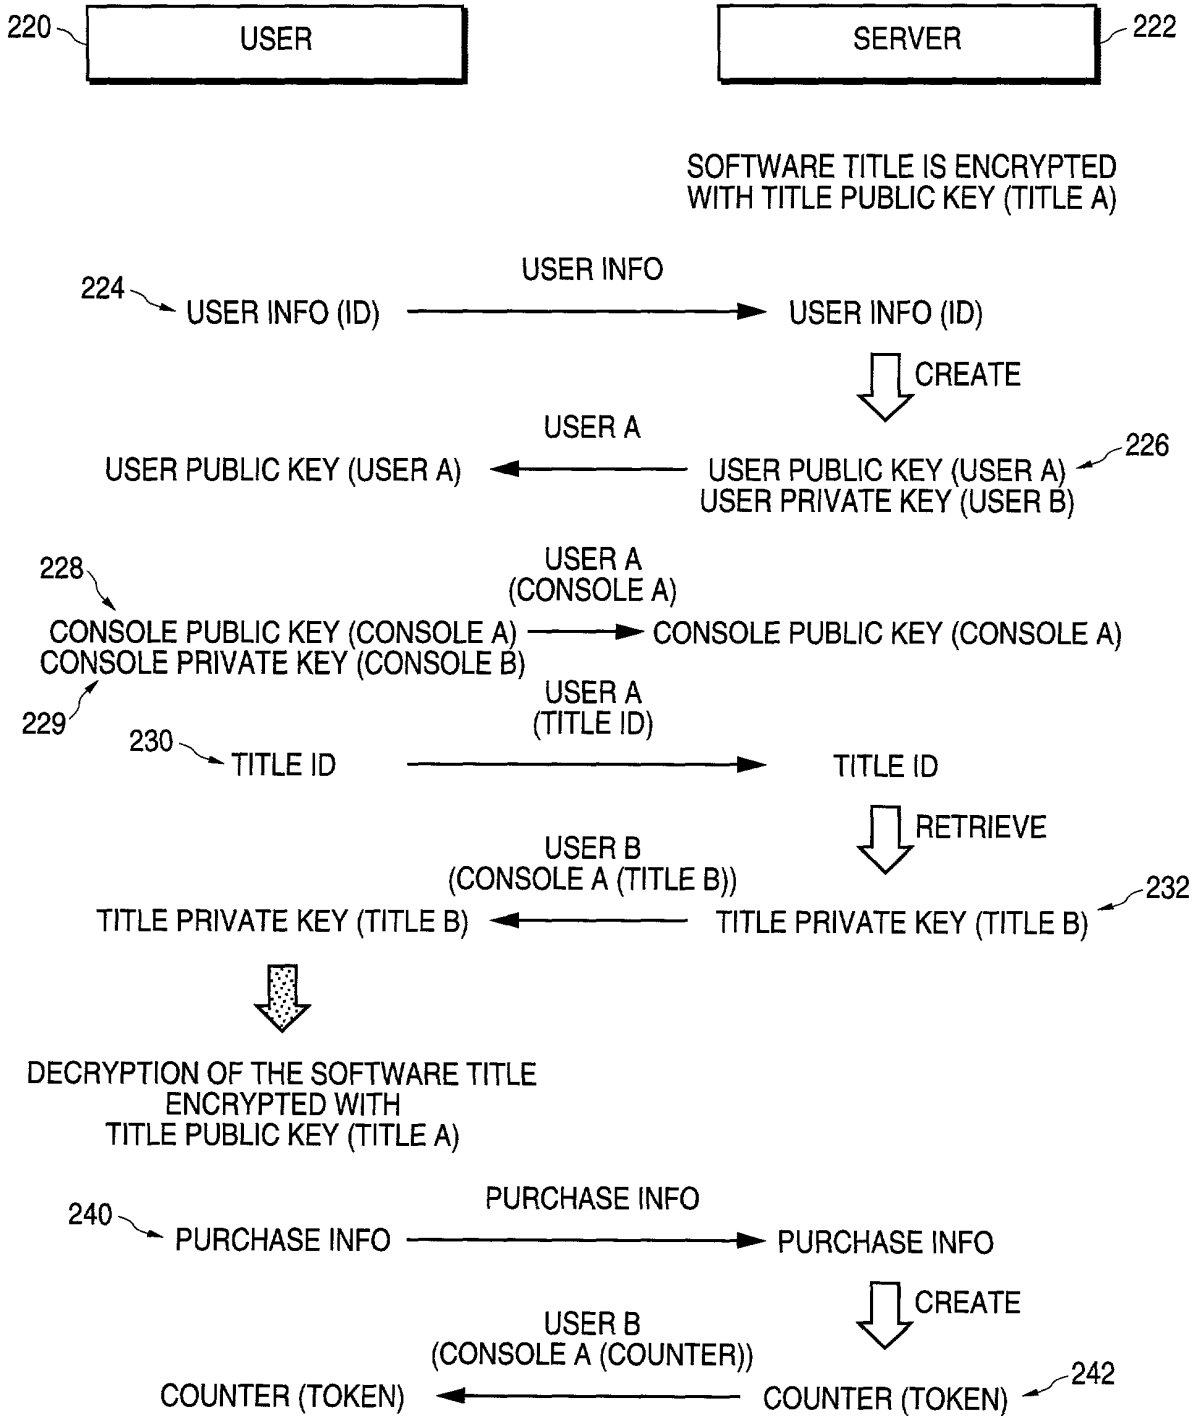 220
USER
SERVER
222
SOFTWARE TITLE IS ENCRYPTED
WITH TITLE PUBLIC KEY (TITLE A)
USER INFO
224
USER INFO (ID)
USER INFO (ID)
CREATE
USER A
226
USER PUBLIC KEY (USER A)
USER PUBLIC KEY (USER A)
USER PRIVATE KEY (USER B)
228
USER A
(CONSOLE A)
CONSOLE PUBLIC KEY (CONSOLE A)
CONSOLE PUBLIC KEY (CONSOLE A)
CONSOLE PRIVATE KEY (CONSOLE B)
229
USER A
(TITLE ID)
230
TITLE ID
TITLE ID
RETRIEVE
USER B
(CONSOLE A (TITLE B))
232
TITLE PRIVATE KEY (TITLE B)
TITLE PRIVATE KEY (TITLE B)
DECRYPTION OF THE SOFTWARE TITLE
ENCRYPTED WITH
TITLE PUBLIC KEY (TITLE A)
PURCHASE INFO
240
PURCHASE INFO
PURCHASE INFO
CREATE
USER B
(CONSOLE A (COUNTER))
242
COUNTER (TOKEN)
COUNTER (TOKEN)